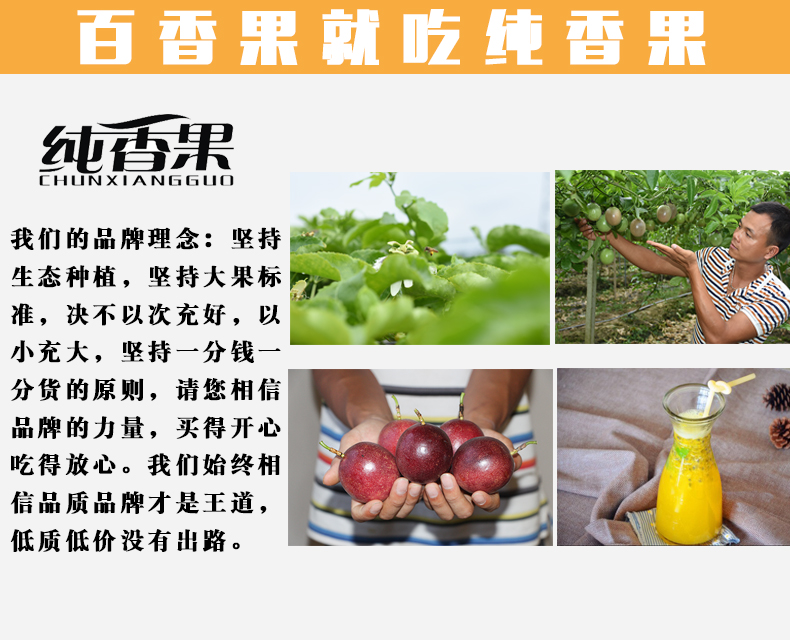 百香果就吃纯香果
纯香果
CHUNXIANGGUO
我们的品牌理念：坚持
生态种植，坚持大果标
准，决不以次充好，以
小充大，坚持一分钱一
分货的原则，请您相信
品牌的力量，买得开心
吃得放心。我们始终相
信品质品牌才是王道，
低质低价没有出路。